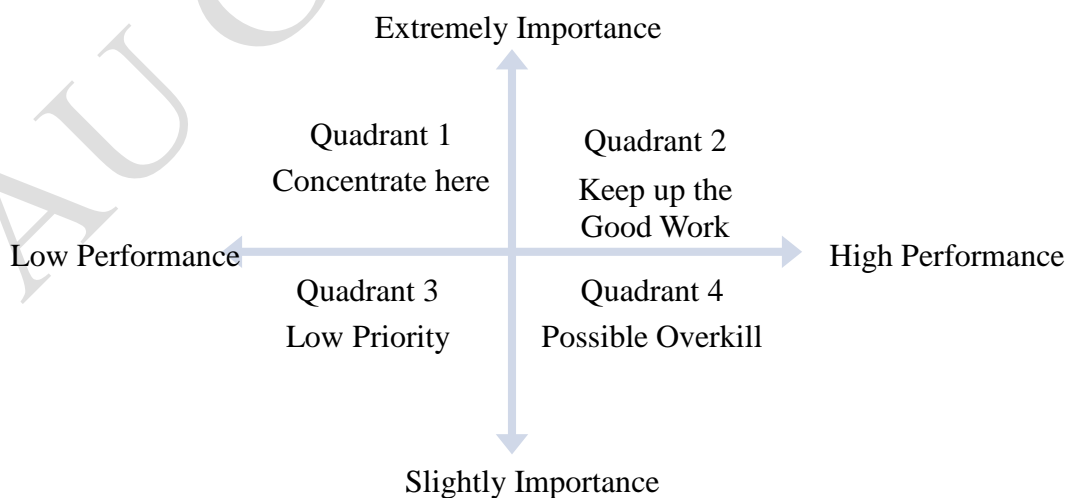 Extremely Importance
Quadrant 1
Concentrate here
Quadrant 2
Keep up the
Good Work
Low Performance
High Performance
Quadrant 3
Low Priority
Quadrant 4
Possible Overkill
Slightly Importance
AU